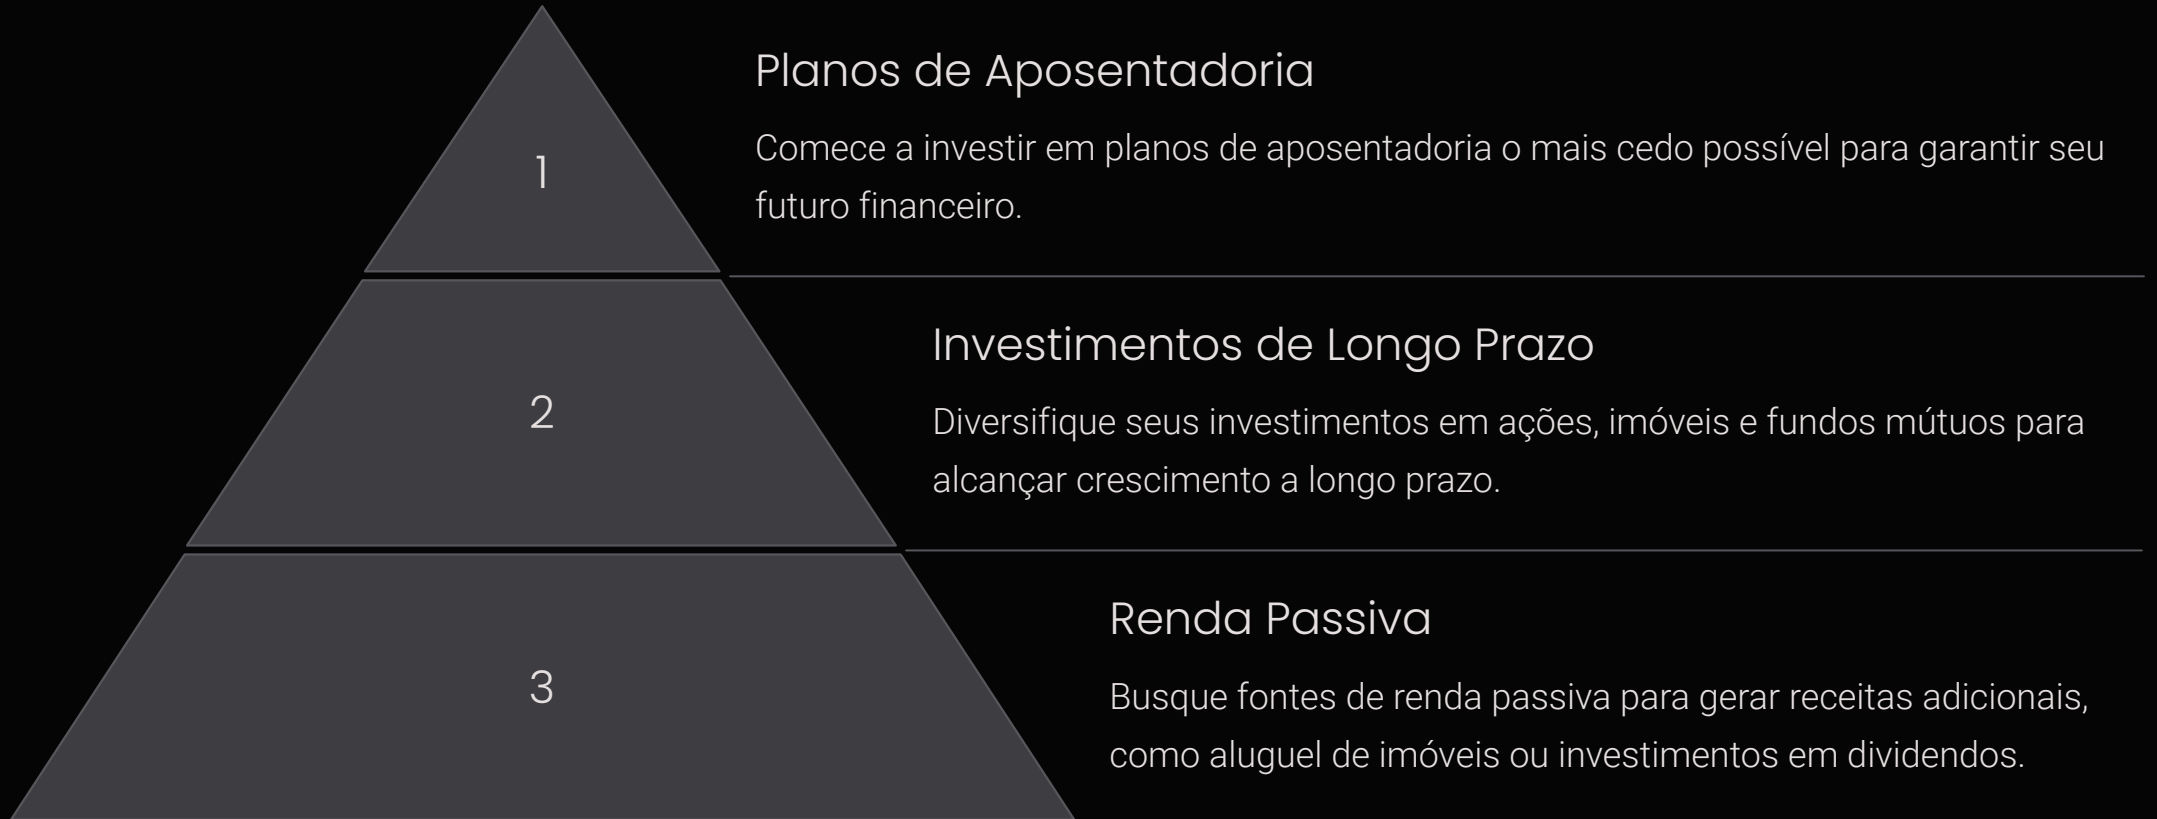 1
Planos de Aposentadoria
Comece a investir em planos de aposentadoria o mais cedo possível para garantir seu
futuro financeiro.
2
Investimentos de Longo Prazo
Diversifique seus investimentos em ações, imóveis e fundos mútuos para
alcançar crescimento a longo prazo.
3
Renda Passiva
Busque fontes de renda passiva para gerar receitas adicionais,
como aluguel de imóveis ou investimentos em dividendos.